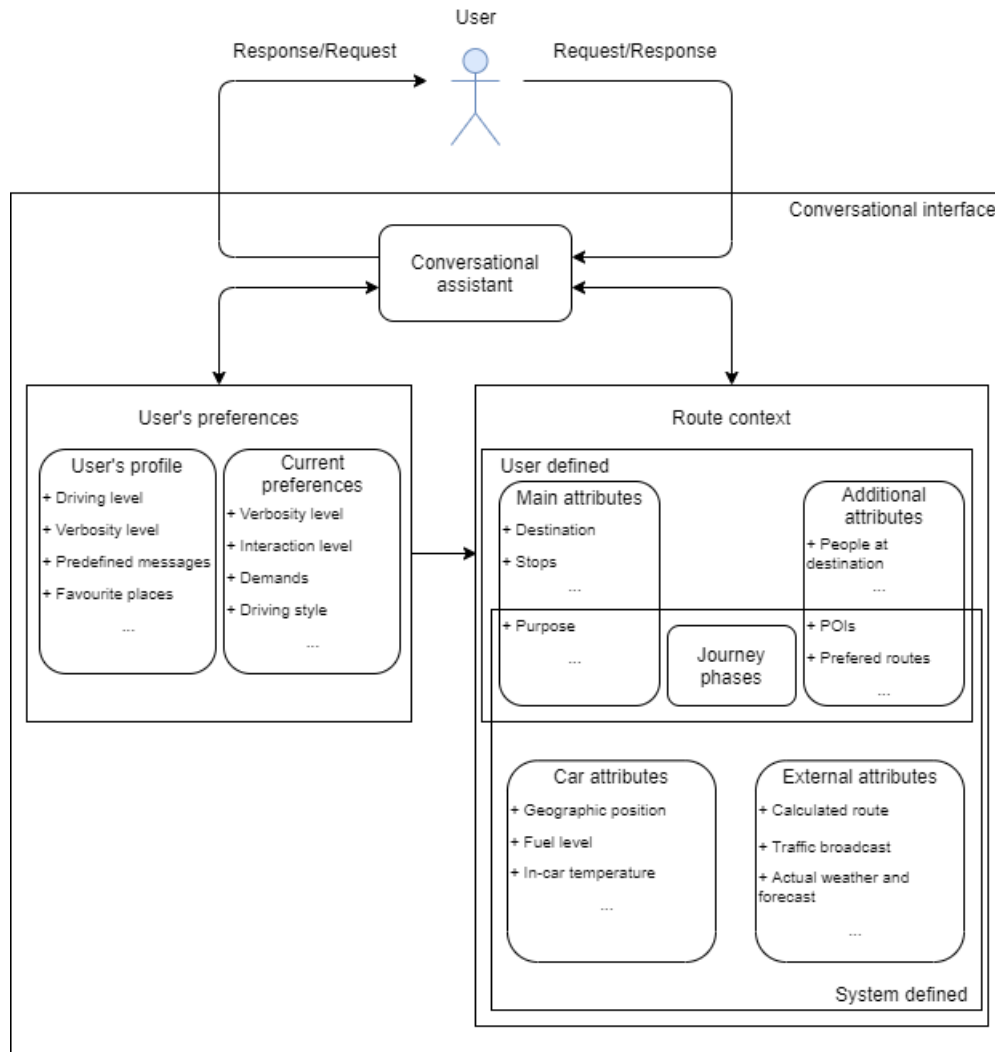 User
Response/Request
Request/Response
Conversational interface
Conversational
assistant
User's preferences
User's profile
+ Driving level
+ Verbosity level
+ Predefined messages
+ Favourite places
...
Current
preferences
+ Verbosity level
+ Interaction level
+ Demands
+ Driving style
...
Route context
User defined
Main attributes
+ Destination
+ Stops
...
+ Purpose
...
Journey
phases
Additional
attributes
+ People at
destination
...
+ POIs
+ Prefered routes
...
Car attributes
+ Geographic position
+ Fuel level
+ In-car temperature
...
External attributes
+ Calculated route
+ Traffic broadcast
+ Actual weather and
forecast
...
System defined